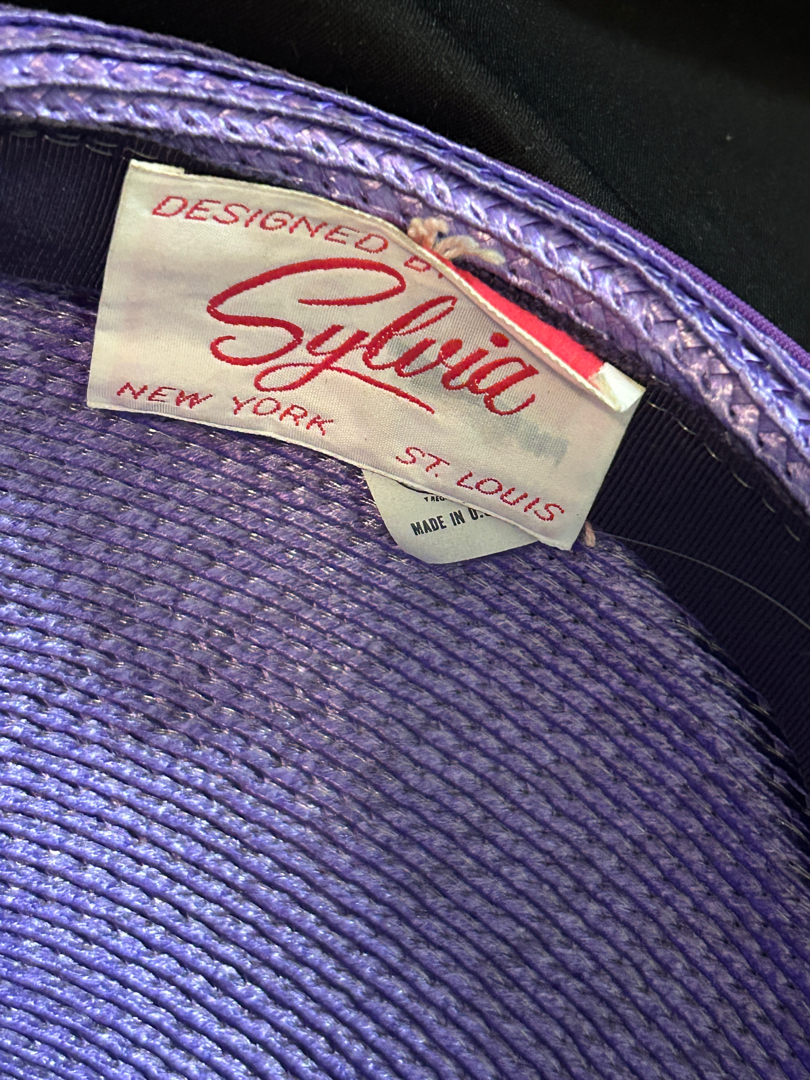 DESIGNED B
Sylvia
NEW YORK ST. LOUIS
MADE IN U.